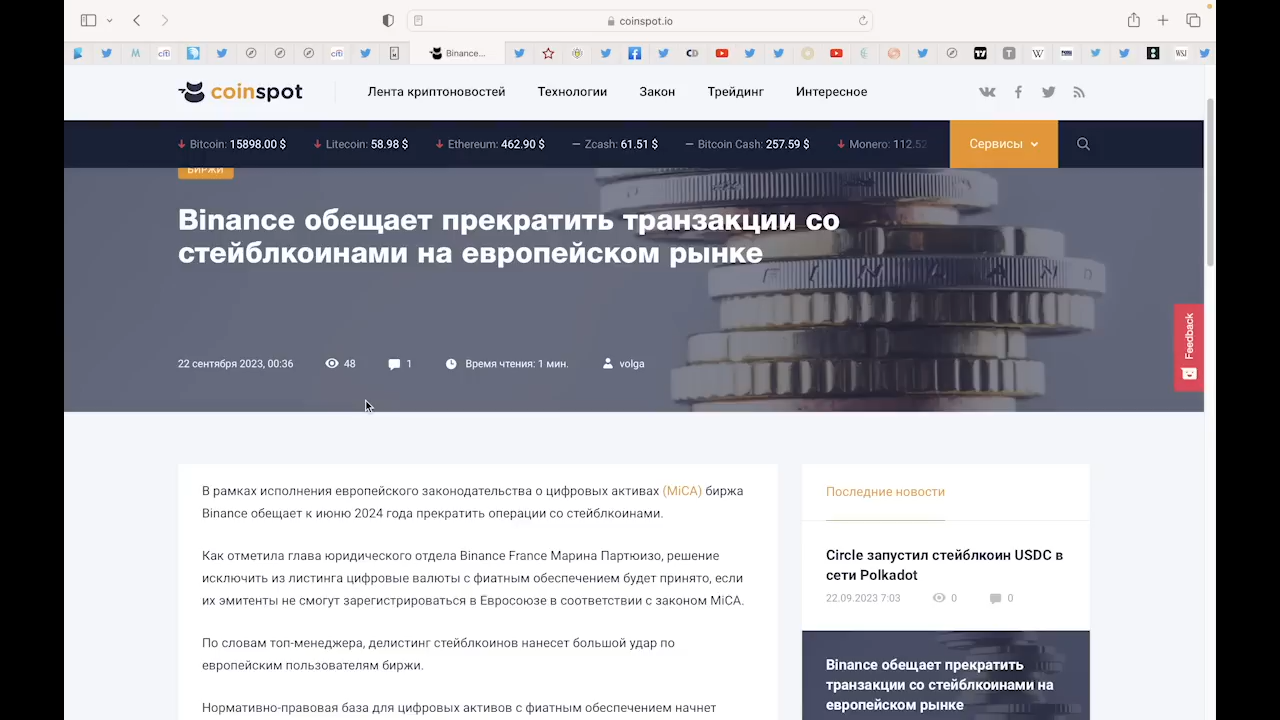 coinspot.io
Binance...
coinspot
Лента криптоновостей
Технологии
Закон
Трейдинг
Интересное
Bitcoin: 15898.00 $
Litecoin: 58.98 $
Ethereum: 462.90 $
Zcash: 61.51 $
Bitcoin Cash: 257.59 $
Monero: 112.52
Сервисы
БИРЖИ
Binance обещает прекратить транзакции со
стейблкоинами на европейском рынке
22 сентября 2023, 00:36
48
1
Время чтения: 1 мин.
volga
Feedback
В рамках исполнения европейского законодательства о цифровых активах (MiCA) биржа
Binance обещает к июню 2024 года прекратить операции со стейблкоинами.
Как отметила глава юридического отдела Binance France Марина Партюизо, решение
исключить из листинга цифровые валюты с фиатным обеспечением будет принято, если
их эмитенты не смогут зарегистрироваться в Евросоюзе в соответствии с законом MiCA.
По словам топ-менеджера, делистинг стейблкоинов нанесет большой удар по
европейским пользователям биржи.
Нормативно-правовая база для цифровых активов с фиатным обеспечением начнет
Последние новости
Circle запустил стейблкоин USDC в
сети Polkadot
22.09.2023 7:03
0
0
Binance обещает прекратить
транзакции со стейблкоинами на
европейском рынке